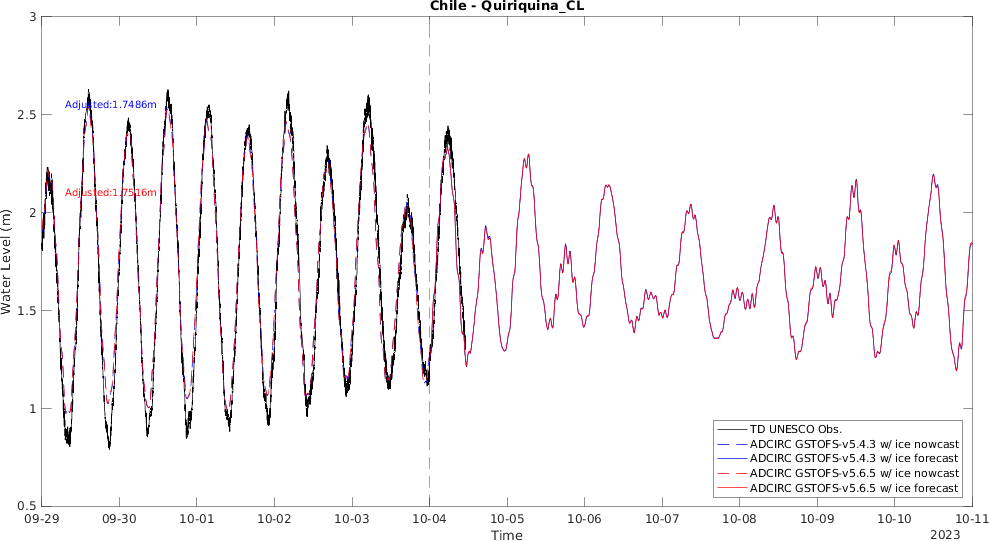 Chile - Quiriquina_CL
3
2.5
2
1.5
1
0.5
Water Level (m)
Adjusted:1.7486m
Adjusted:1.7516m
TD UNESCO Obs.
ADCIRC GSTOFS-v5.4.3 w/ ice nowcast
ADCIRC GSTOFS-v5.4.3 w/ ice forecast
ADCIRC GSTOFS-v5.6.5 w/ ice nowcast
ADCIRC GSTOFS-v5.6.5 w/ ice forecast
09-29 09-30 10-01 10-02 10-03 10-04 10-05 10-06 10-07 10-08 10-09 10-10 10-11
Time
2023